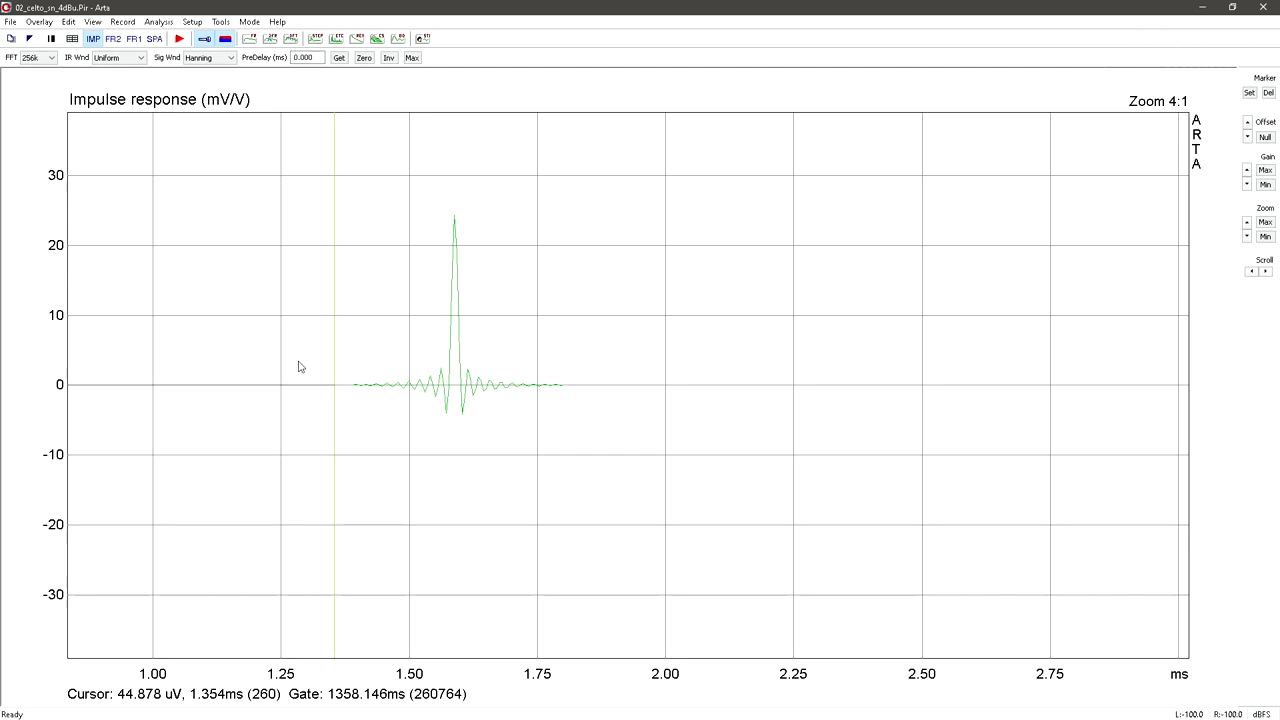 02_celto_sn_4dBu.Pir - Arta
File Overlay Edit View Record Analysis Setup Tools Mode Help
IMP FR2 FR1 SPA
FFT 256k IR Wnd Uniform Sig Wnd Hanning PreDelay (ms) 0.000 Get Zero Inv Max
Impulse response (mV/V) Zoom 4:1
A
R
T
A
Marker
Set Del
Offset
Null
Gain
Max
Min
Zoom
Max
Min
Scroll
30
20
10
0
-10
-20
-30
1.00 1.25 1.50 1.75 2.00 2.25 2.50 2.75 ms
Cursor: 44.878 uV, 1.354ms (260) Gate: 1358.146ms (260764)
Ready L:-100.0 R:-100.0 dBFS